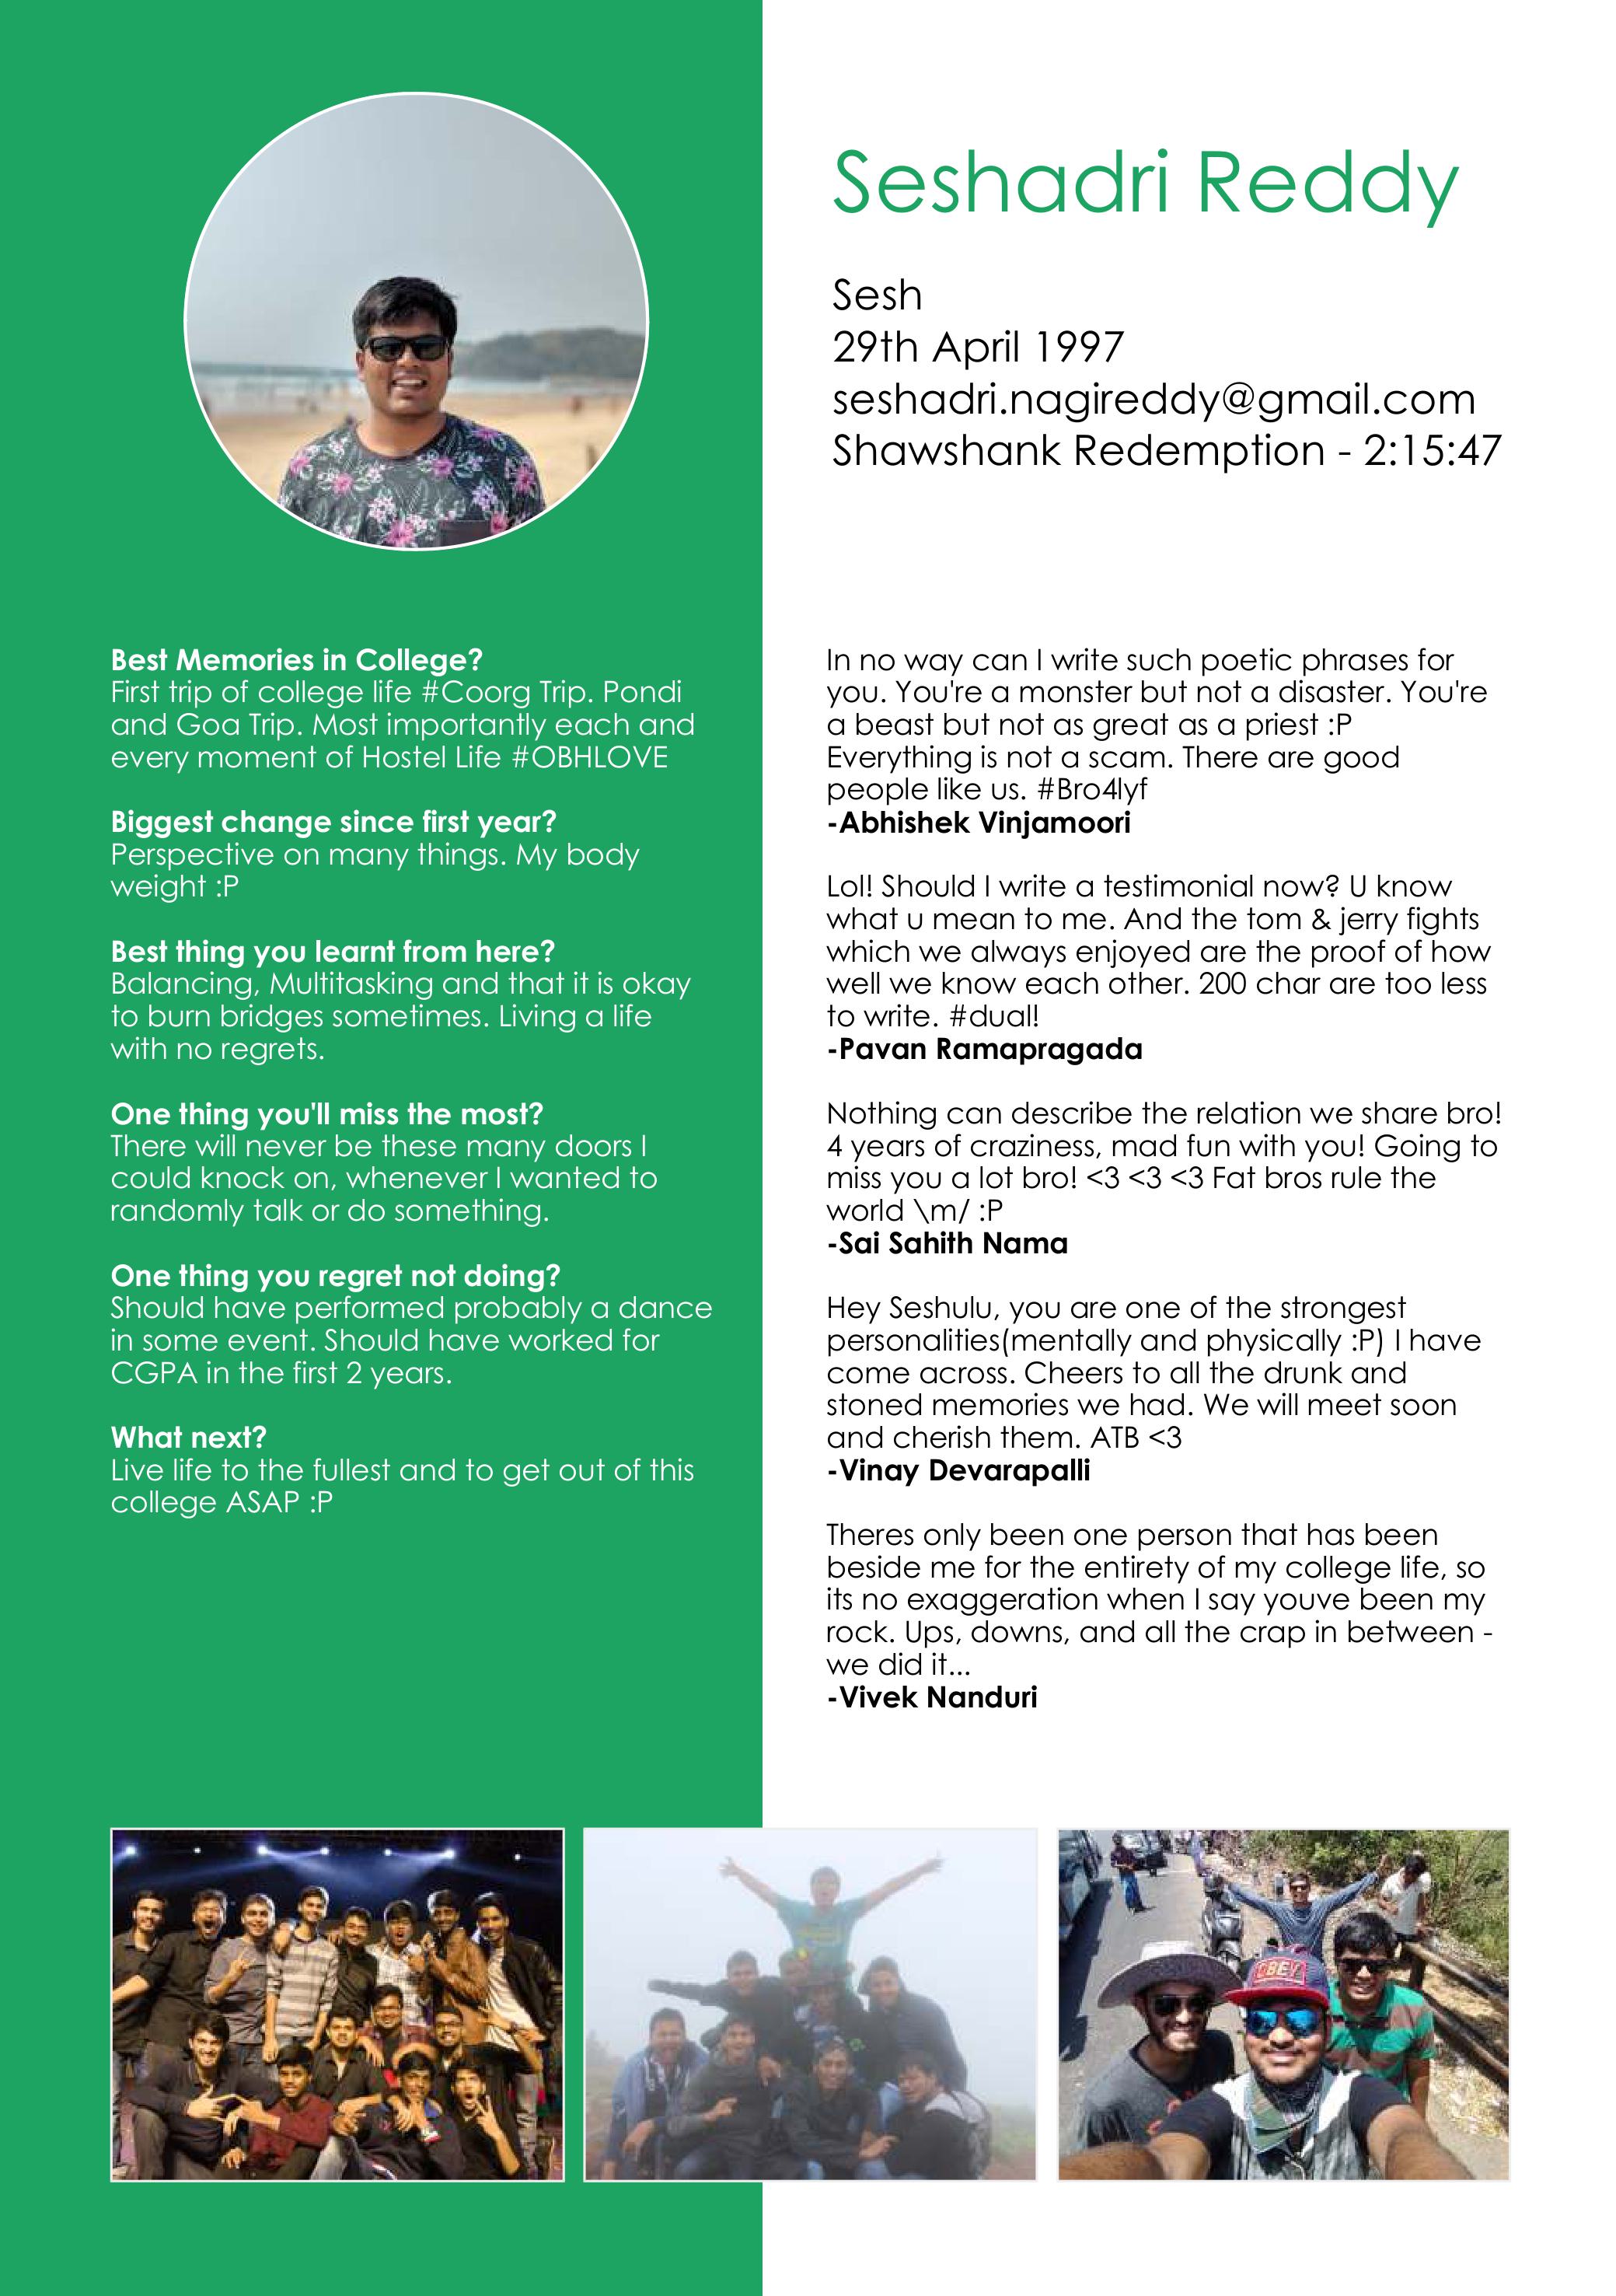 Seshadri Reddy
Sesh
29th April 1997
seshadri.nagireddy@gmail.com
Shawshank Redemption - 2:15:47
Best Memories in College?
First trip of college life #Coorg Trip. Pondi
and Goa Trip. Most importantly each and
every moment of Hostel Life #OBHLOVE
Biggest change since first year?
Perspective on many things. My body
weight :P
Best thing you learnt from here?
Balancing, Multitasking and that it is okay
to burn bridges sometimes. Living a life
with no regrets.
One thing you'll miss the most?
There will never be these many doors I
could knock on, whenever I wanted to
randomly talk or do something.
One thing you regret not doing?
Should have performed probably a dance
in some event. Should have worked for
CGPA in the first 2 years.
What next?
Live life to the fullest and to get out of this
college ASAP :P
In no way can I write such poetic phrases for
you. You're a monster but not a disaster. You're
a beast but not as great as a priest :P
Everything is not a scam. There are good
people like us. #Bro4lyf
-Abhishek Vinjamoori
Lol! Should I write a testimonial now? U know
what u mean to me. And the tom & jerry fights
which we always enjoyed are the proof of how
well we know each other. 200 char are too less
to write. #dual!
-Pavan Ramapragada
Nothing can describe the relation we share bro!
4 years of craziness, mad fun with you! Going to
miss you a lot bro! <3 <3 <3 Fat bros rule the
world \m/ :P
-Sai Sahith Nama
Hey Seshulu, you are one of the strongest
personalities(mentally and physically :P) I have
come across. Cheers to all the drunk and
stoned memories we had. We will meet soon
and cherish them. ATB <3
-Vinay Devarapalli
Theres only been one person that has been
beside me for the entirety of my college life, so
its no exaggeration when I say youve been my
rock. Ups, downs, and all the crap in between -
we did it...
-Vivek Nanduri
OBEY